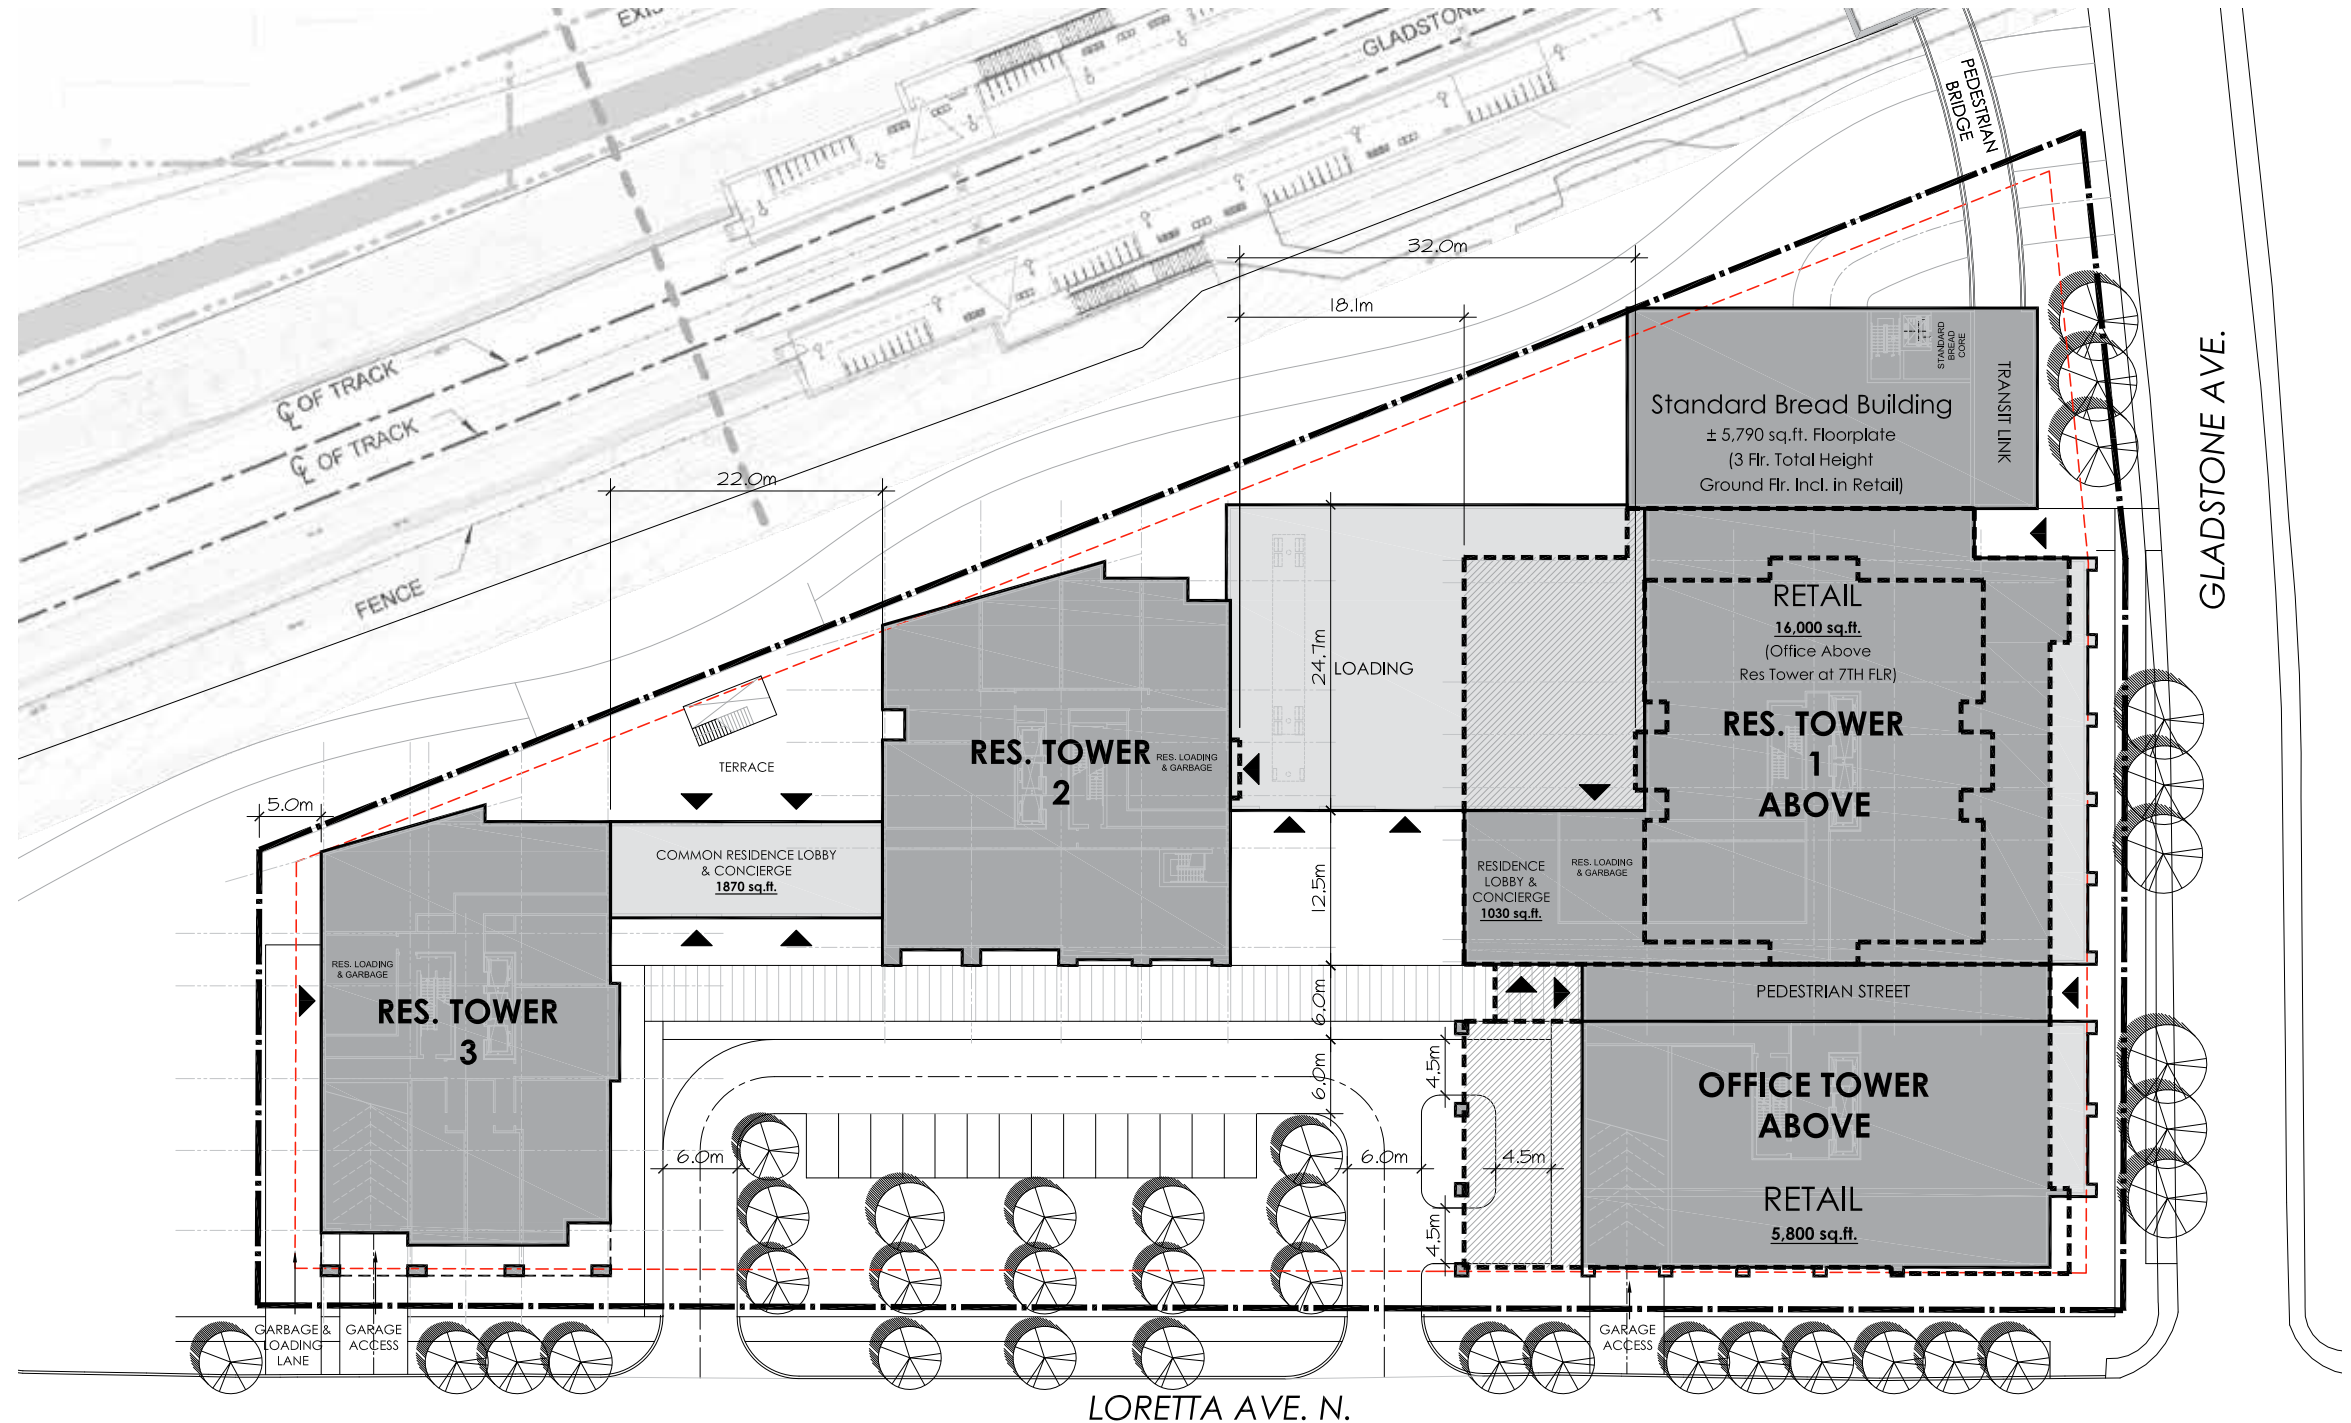 EXIS
GLADSTONE
PEDESTRIAN
BRIDGE
32.0m
18.1m
℄ OF TRACK
℄ OF TRACK
FENCE
22.0m
5.0m
STANDARD
BREAD
CORE
TRANSIT LINK
Standard Bread Building
± 5,790 sq.ft. Floorplate
(3 Flr. Total Height
Ground Flr. Incl. in Retail)
GLADSTONE AVE.
24.7m
LOADING
RETAIL
16,000 sq.ft.
(Office Above
Res Tower at 7TH FLR)
RES. TOWER
1
ABOVE
RES. TOWER
2
RES. LOADING
& GARBAGE
TERRACE
COMMON RESIDENCE LOBBY
& CONCIERGE
1870 sq.ft.
RESIDENCE
LOBBY &
CONCIERGE
1030 sq.ft.
RES. LOADING
& GARBAGE
12.5m
RES. LOADING
& GARBAGE
RES. TOWER
3
6.0m
6.0m
PEDESTRIAN STREET
4.5m
OFFICE TOWER
ABOVE
6.0m
6.0m
4.5m
4.5m
RETAIL
5,800 sq.ft.
GARBAGE &
LOADING
LANE
GARAGE
ACCESS
GARAGE
ACCESS
LORETTA AVE. N.